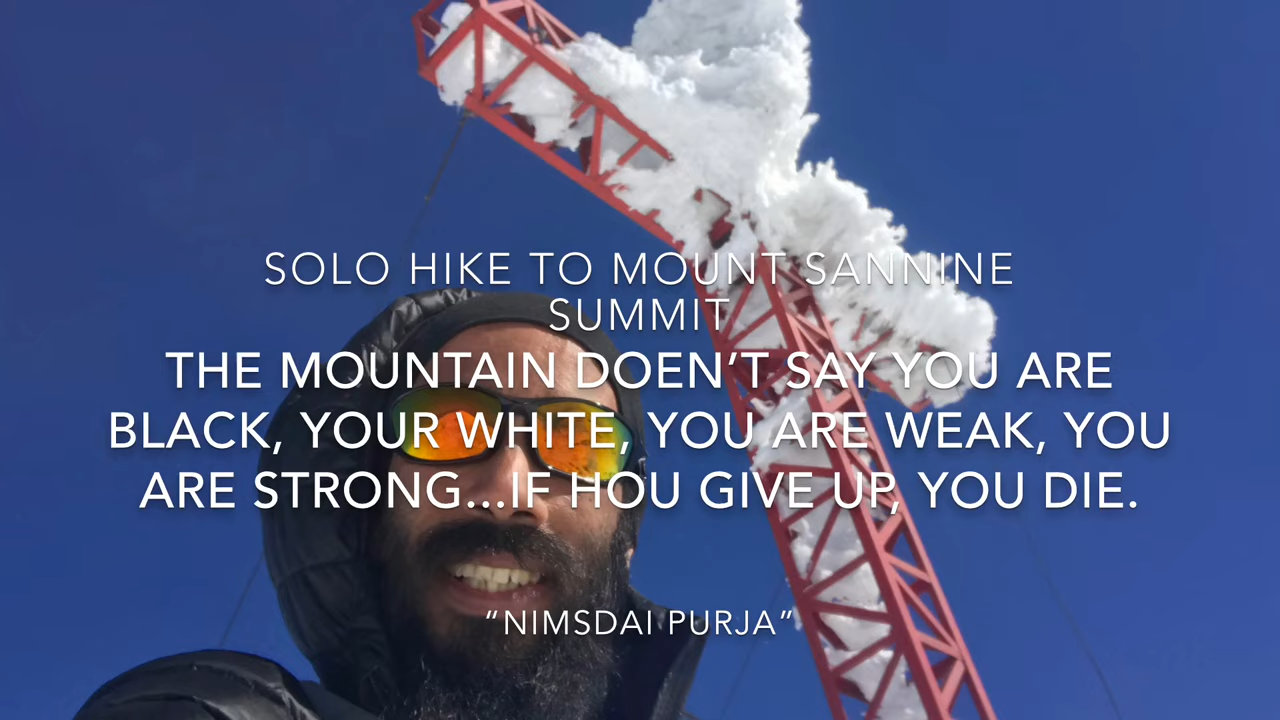 SOLO HIKE TO MOUNT SANNINE
SUMMIT
THE MOUNTAIN DOEN’T SAY YOU ARE
BLACK, YOUR WHITE, YOU ARE WEAK, YOU
ARE STRONG...IF HOU GIVE UP, YOU DIE.
“NIMSDAI PURJA”